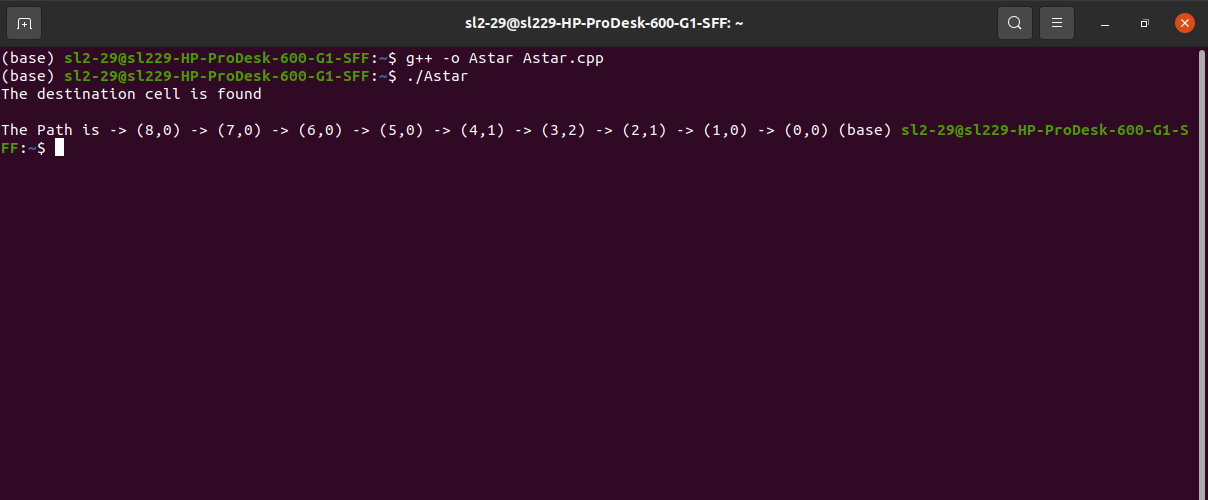 sl2-29@sl229-HP-ProDesk-600-G1-SFF: ~
(base) sl2-29@sl229-HP-ProDesk-600-G1-SFF:~$ g++ -o Astar Astar.cpp
(base) sl2-29@sl229-HP-ProDesk-600-G1-SFF:~$ ./Astar
The destination cell is found
The Path is -> (8,0) -> (7,0) -> (6,0) -> (5,0) -> (4,1) -> (3,2) -> (2,1) -> (1,0) -> (0,0) (base) sl2-29@sl229-HP-ProDesk-600-G1-S
FF:~$